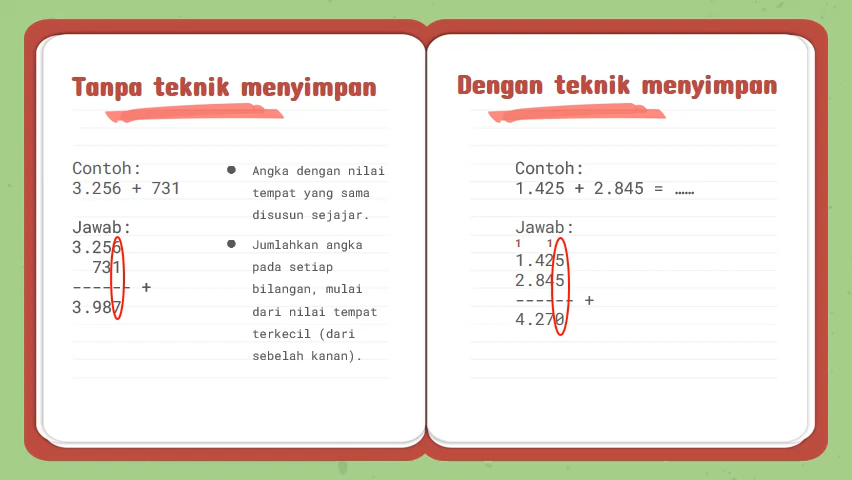 Tanpa teknik menyimpan
Contoh:
3.256 + 731
Jawab:
3.256
731
------ +
3.987
● Angka dengan nilai
tempat yang sama
disusun sejajar.
● Jumlahkan angka
pada setiap
bilangan, mulai
dari nilai tempat
terkecil (dari
sebelah kanan).
Dengan teknik menyimpan
Contoh:
1.425 + 2.845 = ……
Jawab:
1 1
1.425
2.845
------ +
4.270